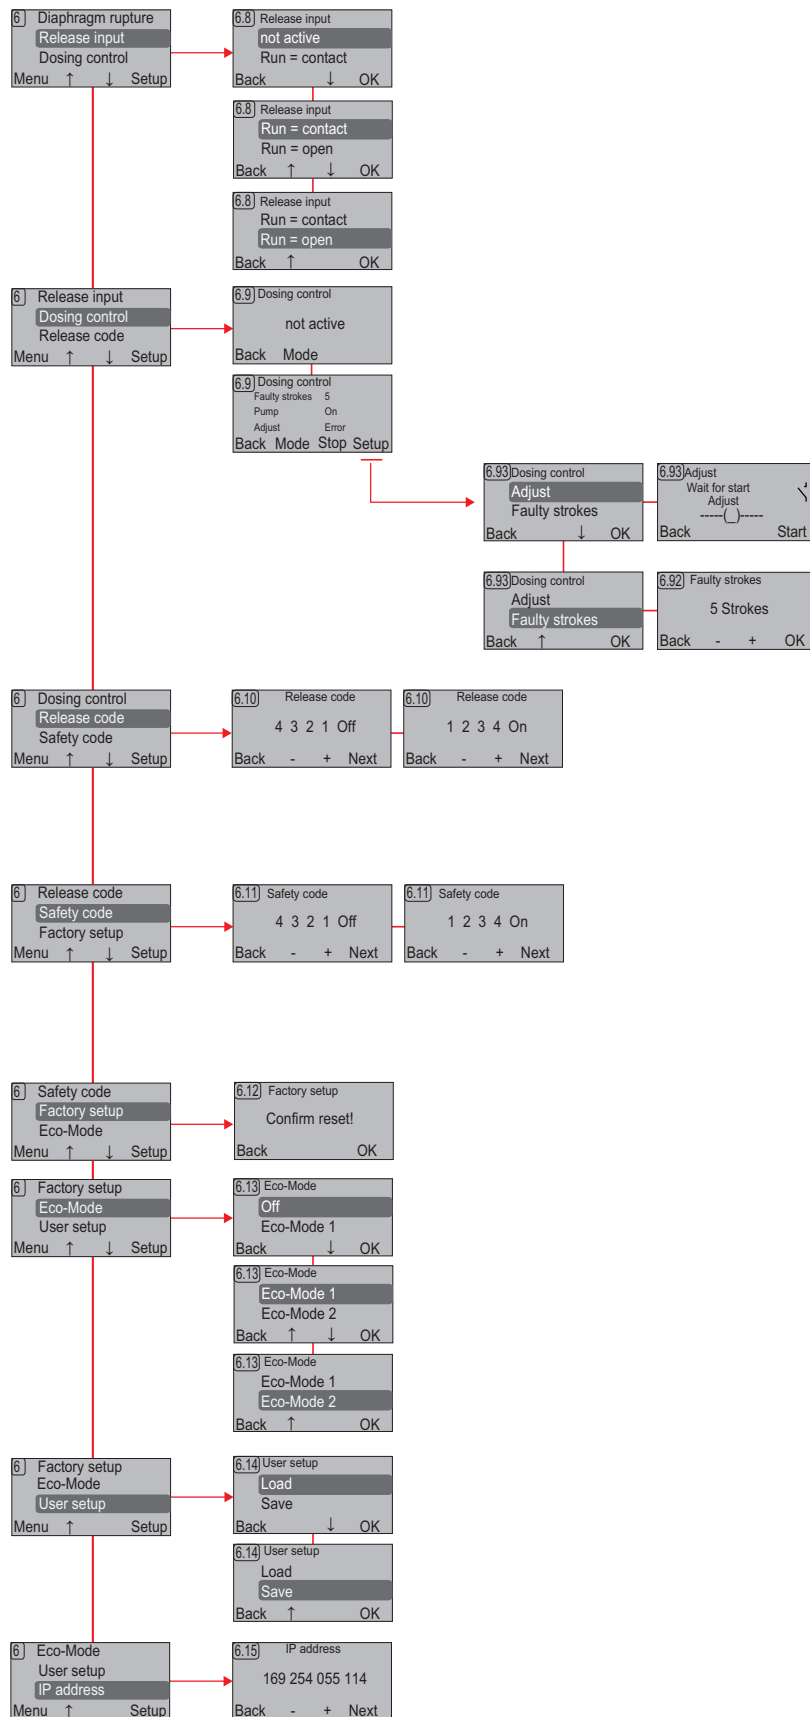 6 Diaphragm rupture
Release input
Dosing control
Menu ↑ ↓ Setup
6.8 Release input
not active
Run = contact
Back ↓ OK
6.8 Release input
Run = contact
Run = open
Back ↑ ↓ OK
6.8 Release input
Run = contact
Run = open
Back ↑ OK
6 Release input
Dosing control
Release code
Menu ↑ ↓ Setup
6.9 Dosing control
not active
Back Mode
6.9 Dosing control
Faulty strokes 5
Pump On
Adjust Error
Back Mode Stop Setup
6.93 Dosing control
Adjust
Faulty strokes
Back ↓ OK
6.93 Adjust
Wait for start
Adjust
-----(_)-----
Back Start
6.93 Dosing control
Adjust
Faulty strokes
Back ↑ OK
6.92 Faulty strokes
5 Strokes
Back - + OK
6 Dosing control
Release code
Safety code
Menu ↑ ↓ Setup
6.10 Release code
4 3 2 1 Off
Back - + Next
6.10 Release code
1 2 3 4 On
Back - + Next
6 Release code
Safety code
Factory setup
Menu ↑ ↓ Setup
6.11 Safety code
4 3 2 1 Off
Back - + Next
6.11 Safety code
1 2 3 4 On
Back - + Next
6 Safety code
Factory setup
Eco-Mode
Menu ↑ ↓ Setup
6.12 Factory setup
Confirm reset!
Back OK
6 Factory setup
Eco-Mode
User setup
Menu ↑ ↓ Setup
6.13 Eco-Mode
Off
Eco-Mode 1
Back ↓ OK
6.13 Eco-Mode
Eco-Mode 1
Eco-Mode 2
Back ↑ ↓ OK
6.13 Eco-Mode
Eco-Mode 1
Eco-Mode 2
Back ↑ OK
6 Factory setup
Eco-Mode
User setup
Menu ↑ Setup
6.14 User setup
Load
Save
Back ↓ OK
6.14 User setup
Load
Save
Back ↑ OK
6 Eco-Mode
User setup
IP address
Menu ↑ Setup
6.15 IP address
169 254 055 114
Back - + Next